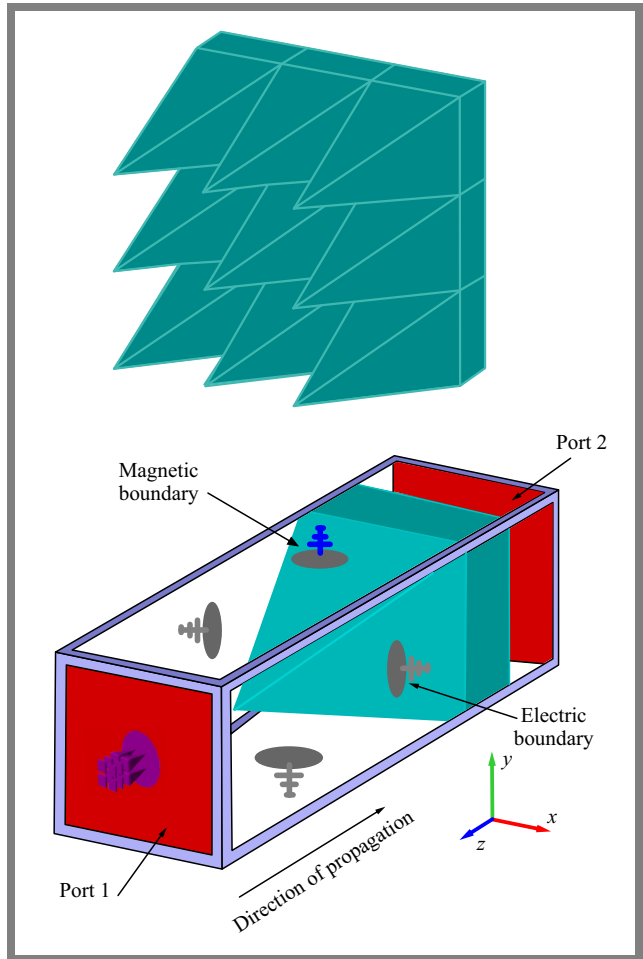 Port 2
Magnetic
boundary
Electric
boundary
y
x
z
Direction of propagation
Port 1